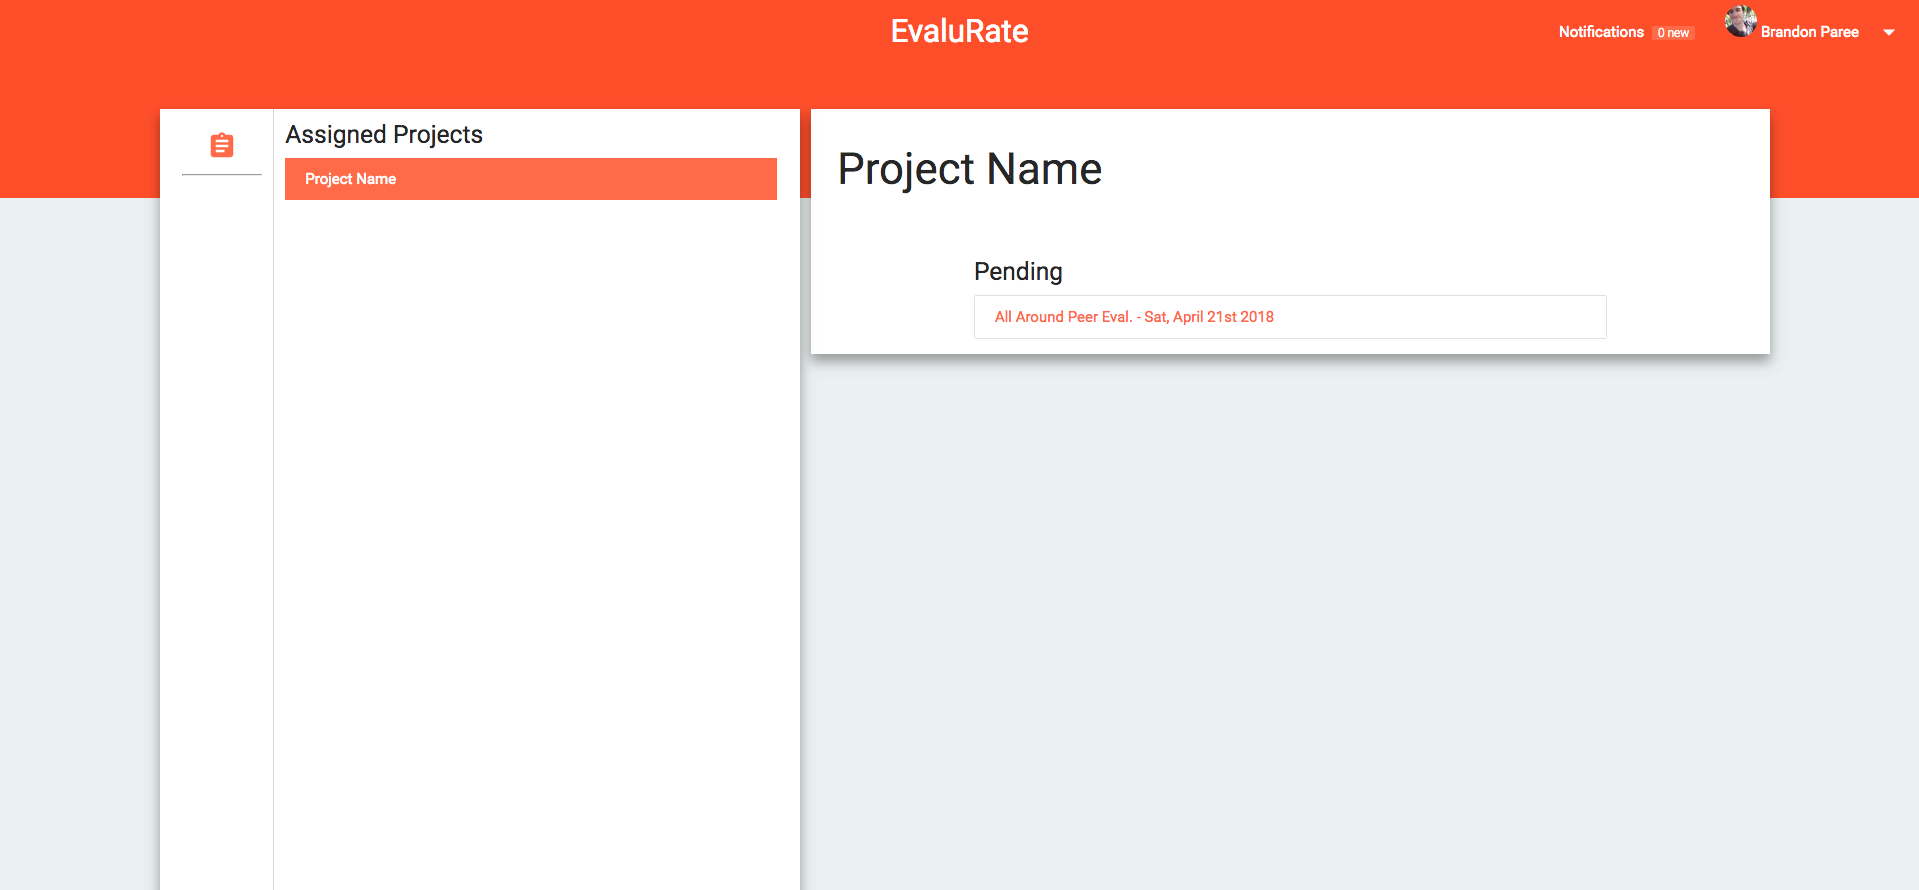 EvaluRate
Notifications 0 new
Brandon Paree
Assigned Projects
Project Name
Project Name
Pending
All Around Peer Eval. - Sat, April 21st 2018